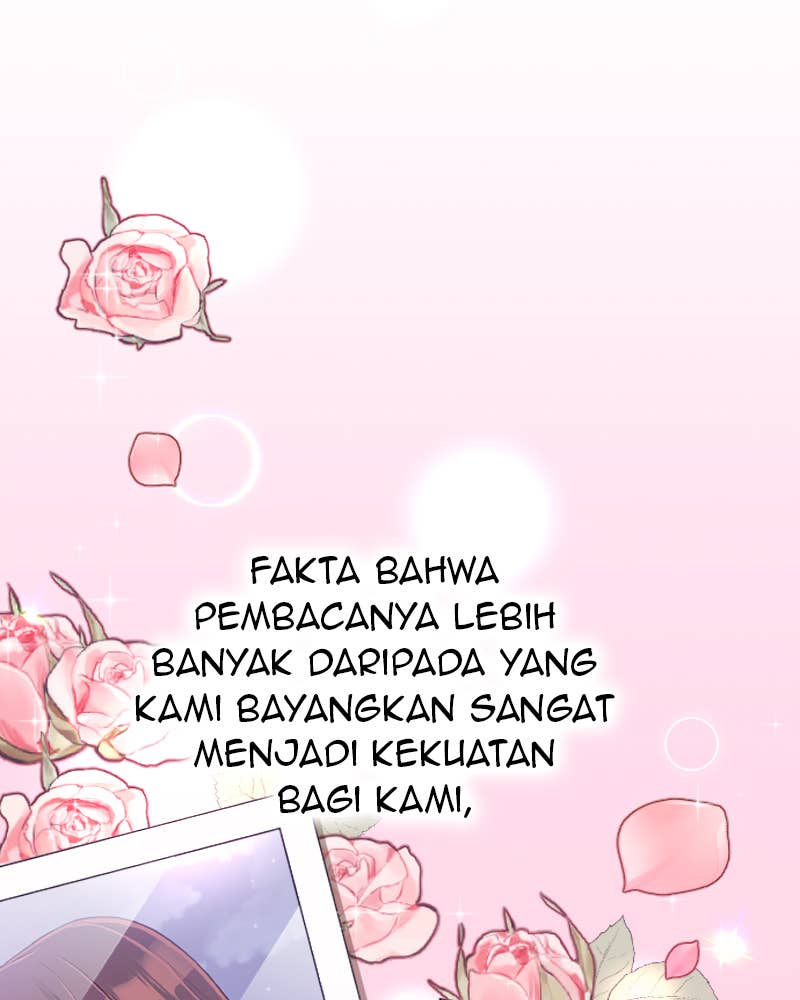 FAKTA BAHWA
PEMBACANYA LEBIH
BANYAK DARIPADA YANG
KAMI BAYANGKAN SANGAT
MENJADI KEKUATAN
BAGI KAMI,